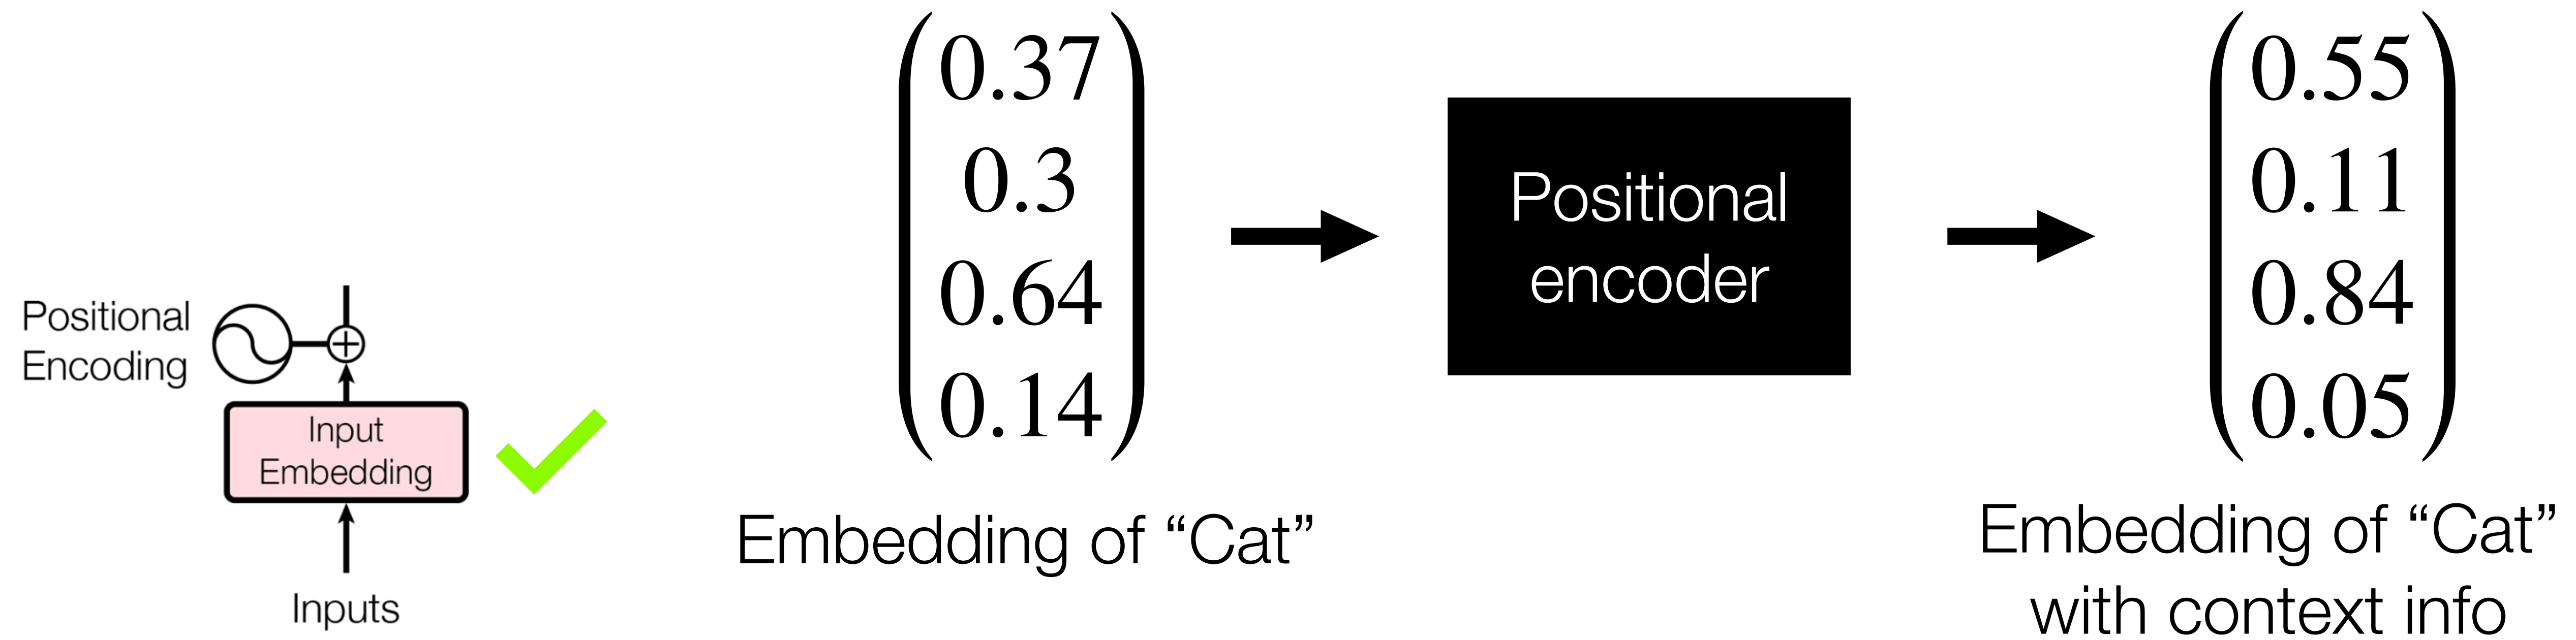 Positional
Encoding
Input
Embedding
Inputs
0.37
0.3
0.64
0.14
Embedding of “Cat”
Positional
encoder
0.55
0.11
0.84
0.05
Embedding of “Cat”
with context info